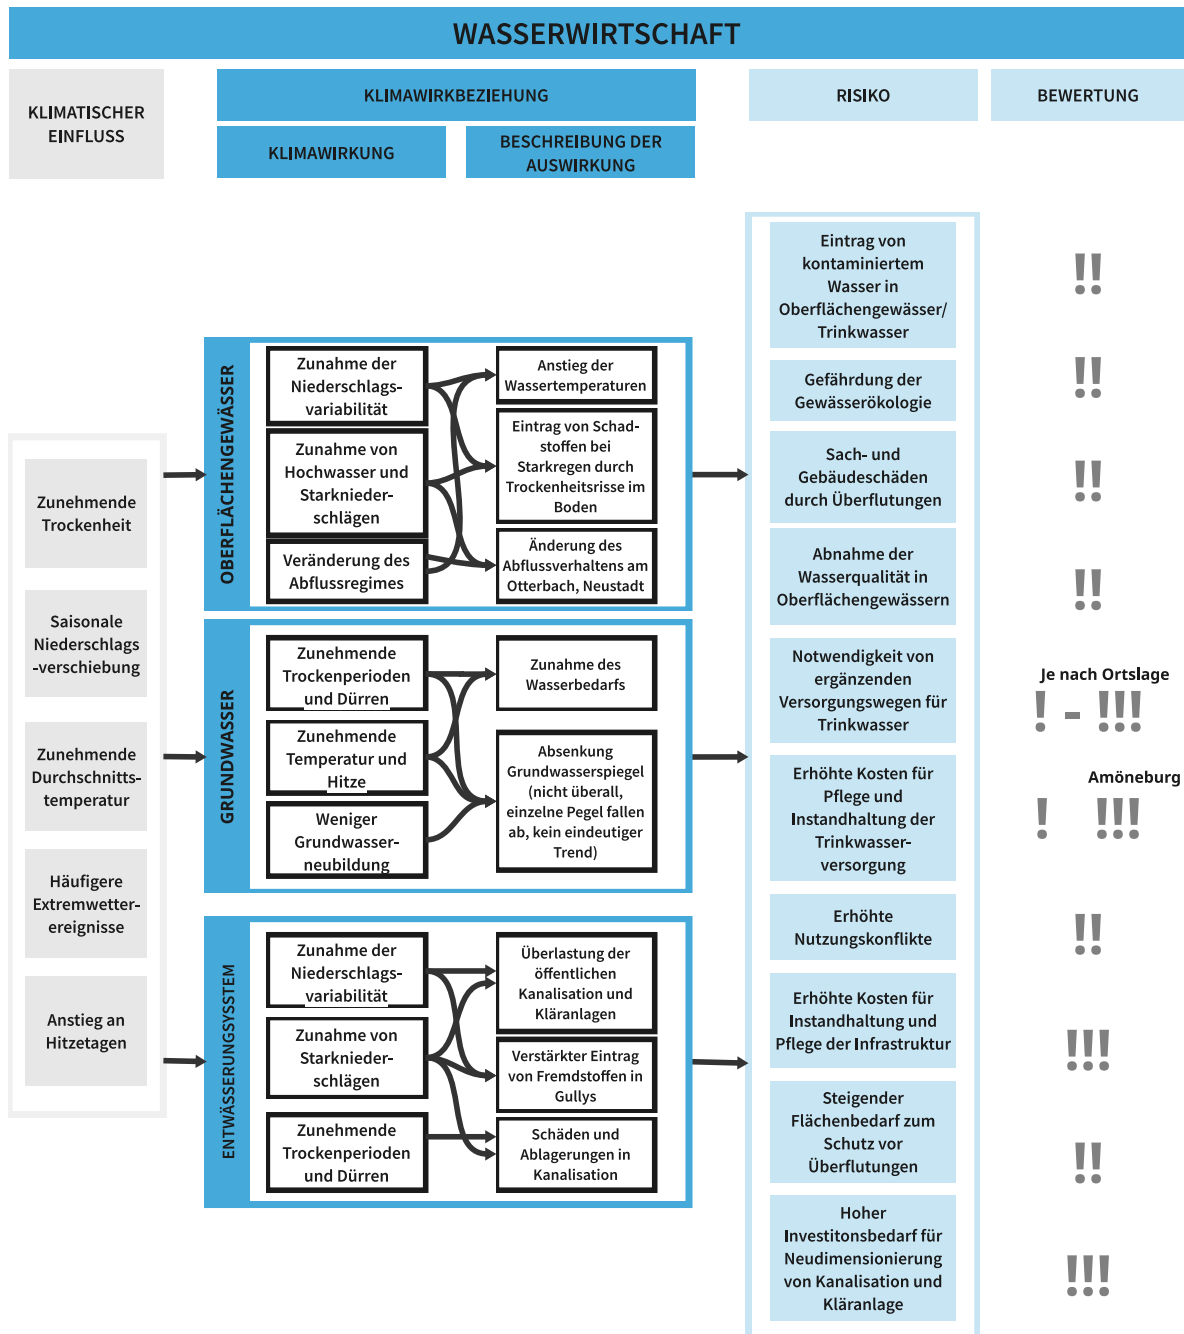 WASSERWIRTSCHAFT
KLIMATISCHER
EINFLUSS
KLIMAWIRKBEZIEHUNG
KLIMAWIRKUNG
BESCHREIBUNG DER
AUSWIRKUNG
RISIKO
BEWERTUNG
Zunehmende
Trockenheit
Saisonale
Niederschlags
-verschiebung
Zunehmende
Durchschnitts-
temperatur
Häufigere
Extremwetter-
ereignisse
Anstieg an
Hitzetagen
OBERFLÄCHENGEWÄSSER
Zunahme der
Niederschlags-
variabilität
Zunahme von
Hochwasser und
Starknieder-
schlägen
Veränderung des
Abflussregimes
Anstieg der
Wassertemperaturen
Eintrag von Schad-
stoffen bei
Starkregen durch
Trockenheitsrisse im
Boden
Änderung des
Abflussverhaltens am
Otterbach, Neustadt
GRUNDWASSER
Zunehmende
Trockenperioden
und Dürren
Zunehmende
Temperatur und
Hitze
Weniger
Grundwasser-
neubildung
Zunahme des
Wasserbedarfs
Absenkung
Grundwasserspiegel
(nicht überall,
einzelne Pegel fallen
ab, kein eindeutiger
Trend)
ENTWÄSSERUNGSYSSTEM
Zunahme der
Niederschlags-
variabilität
Zunahme von
Starknieder-
schlägen
Zunehmende
Trockenperioden
und Dürren
Überlastung der
öffentlichen
Kanalisation und
Kläranlagen
Verstärkter Eintrag
von Fremdstoffen in
Gullys
Schäden und
Ablagerungen in
Kanalisation
Eintrag von
kontaminiertem
Wasser in
Oberflächengewässer/
Trinkwasser
!!
Gefährdung der
Gewässerökologie
!!
Sach- und
Gebäudeschäden
durch Überflutungen
!!
Abnahme der
Wasserqualität in
Oberflächengewässern
!!
Notwendigkeit von
ergänzenden
Versorgungswegen für
Trinkwasser
Je nach Ortslage
! - !!!
Erhöhte Kosten für
Pflege und
Instandhaltung der
Trinkwasser-
versorgung
Amöneburg
! !!!
Erhöhte
Nutzungskonflikte
!!
Erhöhte Kosten für
Instandhaltung und
Pflege der Infrastruktur
!!!
Steigender
Flächenbedarf zum
Schutz vor
Überflutungen
!!
Hoher
Investitonsbedarf für
Neudimensionierung
von Kanalisation und
Kläranlage
!!!